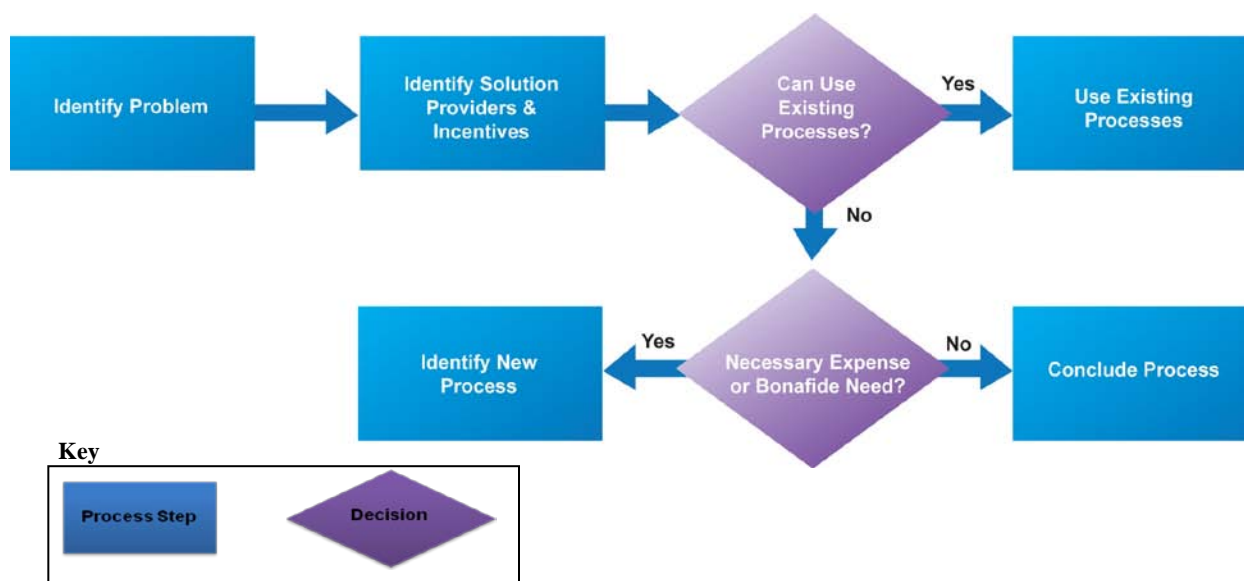 Identify Problem
Identify Solution
Providers &
Incentives
Can Use
Existing
Processes?
Yes
Use Existing
Processes
No
Identify New
Process
Yes
Necessary Expense
or Bonafide Need?
No
Conclude Process
Key
Process Step
Decision